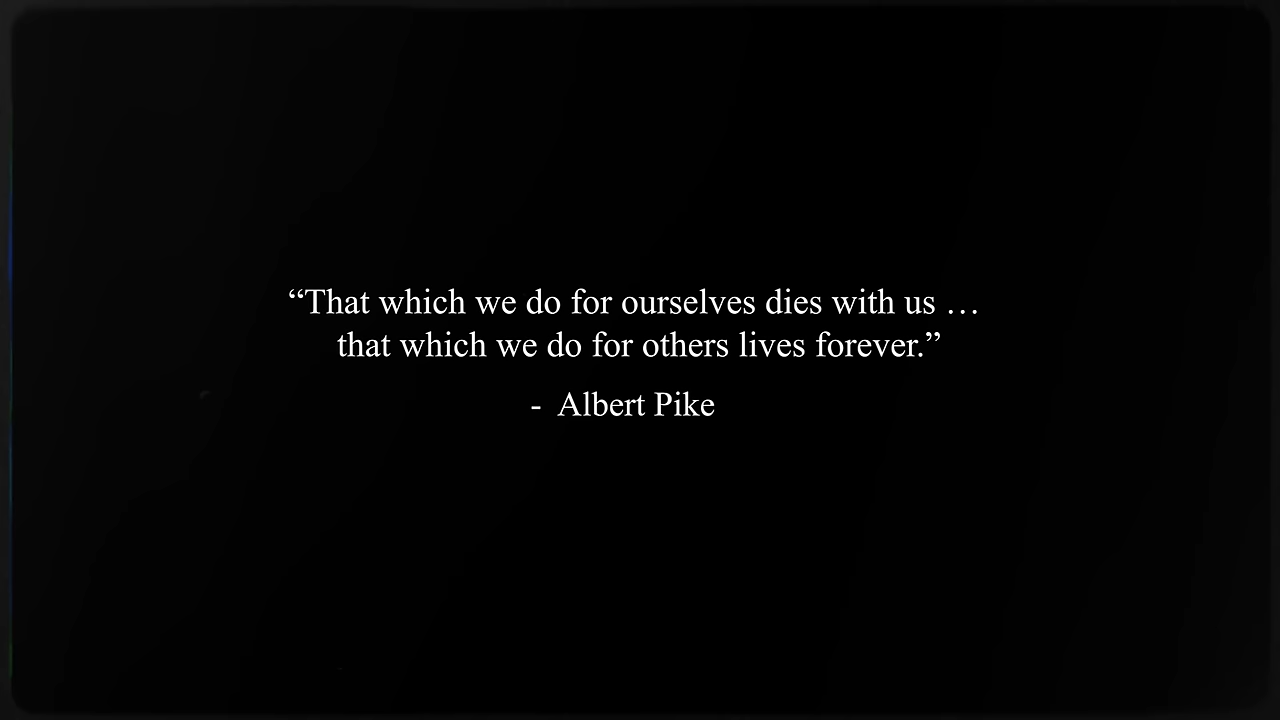 “That which we do for ourselves dies with us …
that which we do for others lives forever.”
- Albert Pike